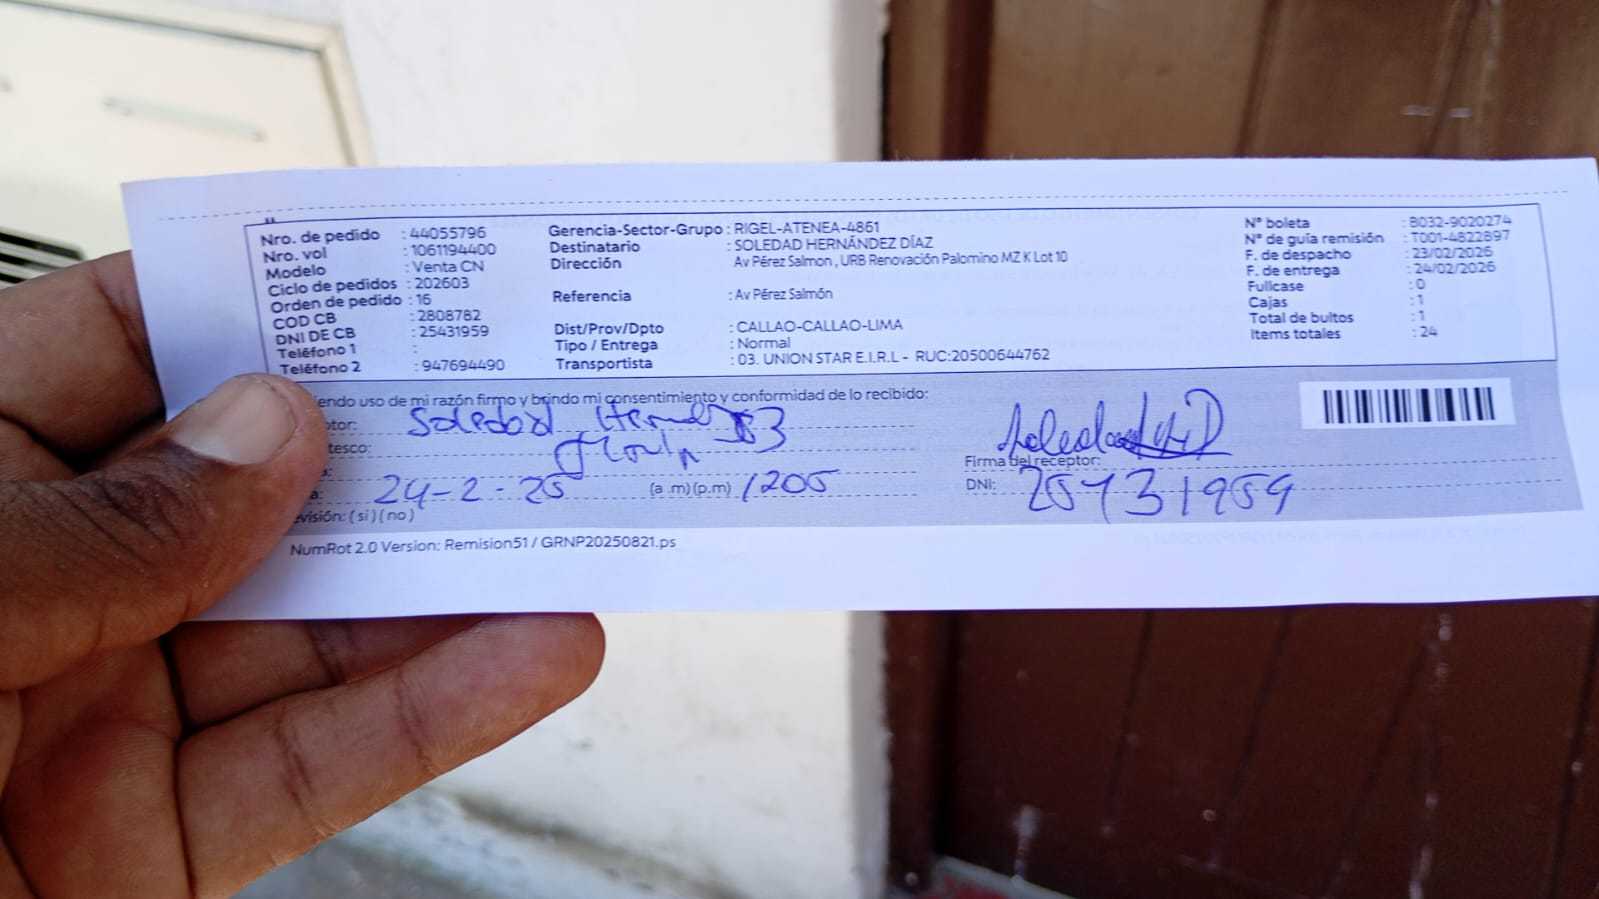 Nro. de pedido : 44055796
Nro. vol : 1061194400
Modelo : Venta CN
Ciclo de pedidos : 202603
Orden de pedido : 16
COD CB : 2808782
DNI DE CB : 25431959
Teléfono 1 :
Teléfono 2 : 947694490
Gerencia-Sector-Grupo : RIGEL-ATENEA-4861
Destinatario : SOLEDAD HERNÁNDEZ DÍAZ
Dirección Av Pérez Salmon , URB Renovación Palomino MZ K Lot 10
Referencia : Av Pérez Salmón
Dist/Prov/Dpto : CALLAO-CALLAO-LIMA
Tipo / Entrega : Normal
Transportista : 03. UNION STAR E.I.R.L - RUC:20500644762
N° boleta : B032-9020274
N° de guía remisión : T001-4822897
F. de despacho : 23/02/2026
F. de entrega : 24/02/2026
Fullcase : 0
Cajas : 1
Total de bultos : 1
Items totales : 24
iendo uso de mi razón firmo y brindo mi consentimiento y conformidad de lo recibido:
tor: Soledad
tesco:
a: 24-2-25 (a .m)(p.m) 1205
evisión: ( si ) ( no )
Firma del receptor:
DNI: 25431959
NumRot 2.0 Version: Remision51 / GRNP20250821.ps